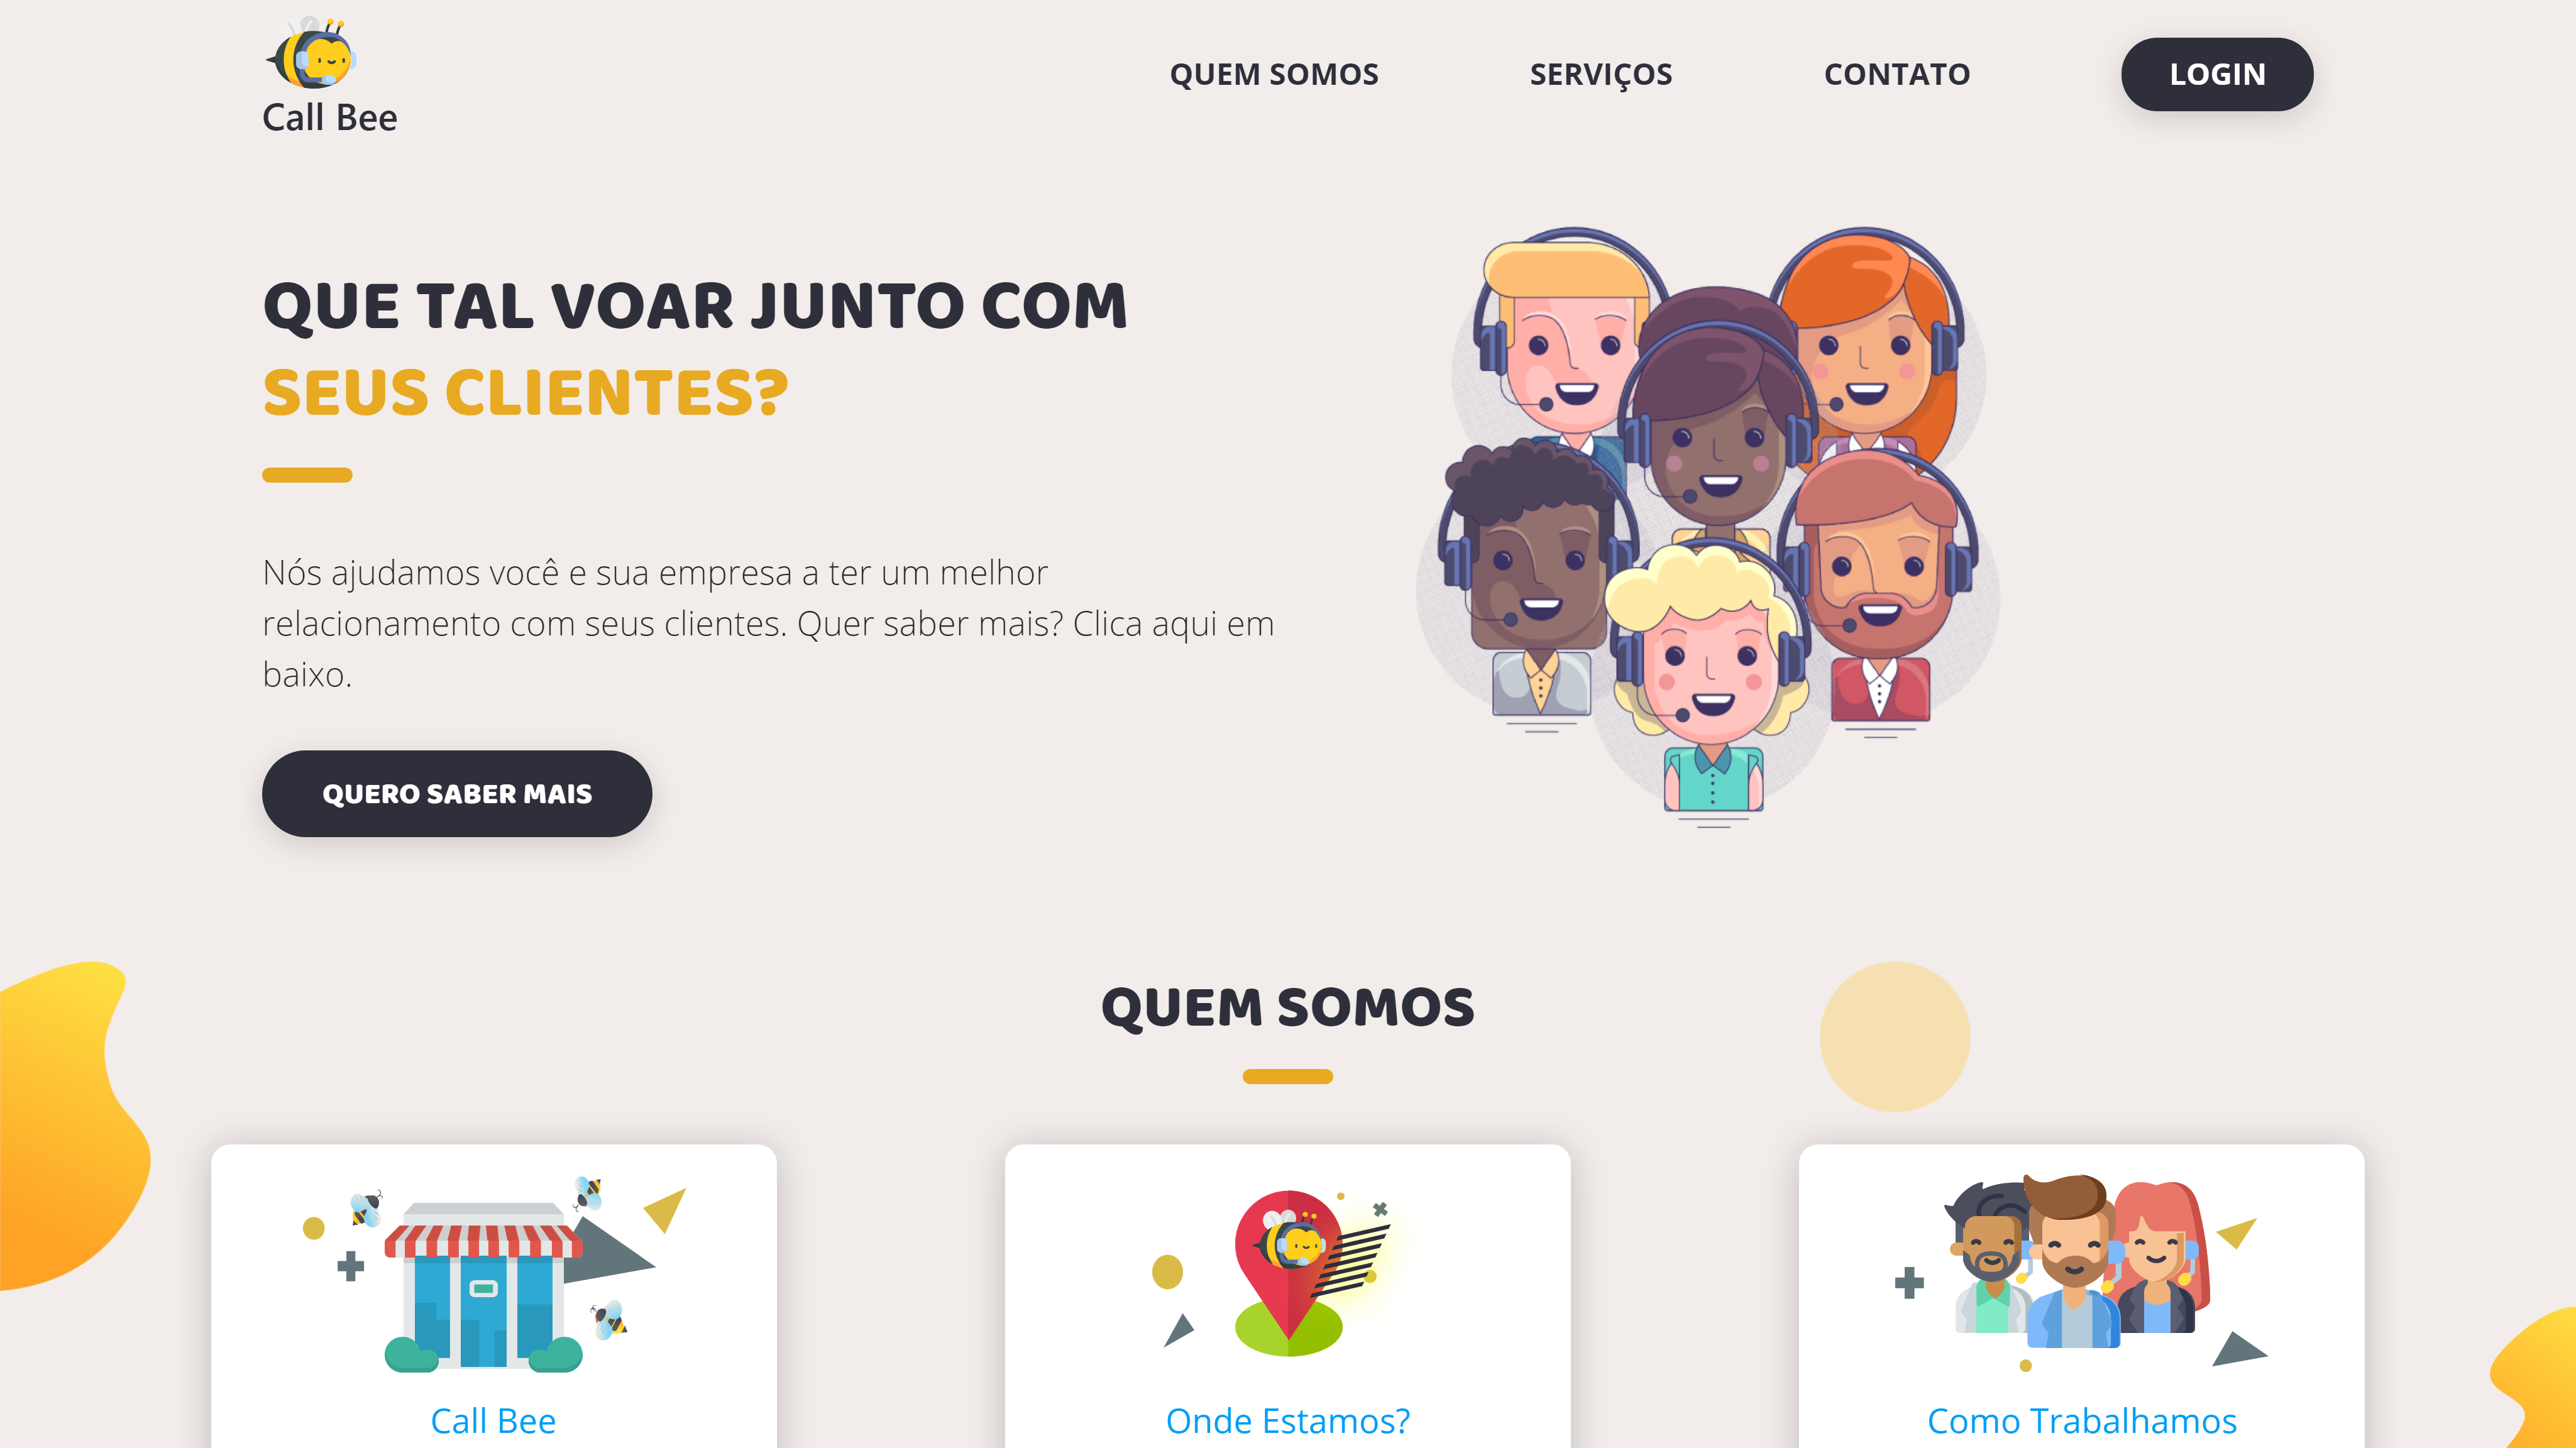 Call Bee
QUEM SOMOS
SERVIÇOS
CONTATO
LOGIN
QUE TAL VOAR JUNTO COM
SEUS CLIENTES?
Nós ajudamos você e sua empresa a ter um melhor
relacionamento com seus clientes. Quer saber mais? Clica aqui em
baixo.
QUERO SABER MAIS
QUEM SOMOS
Call Bee
Onde Estamos?
Como Trabalhamos